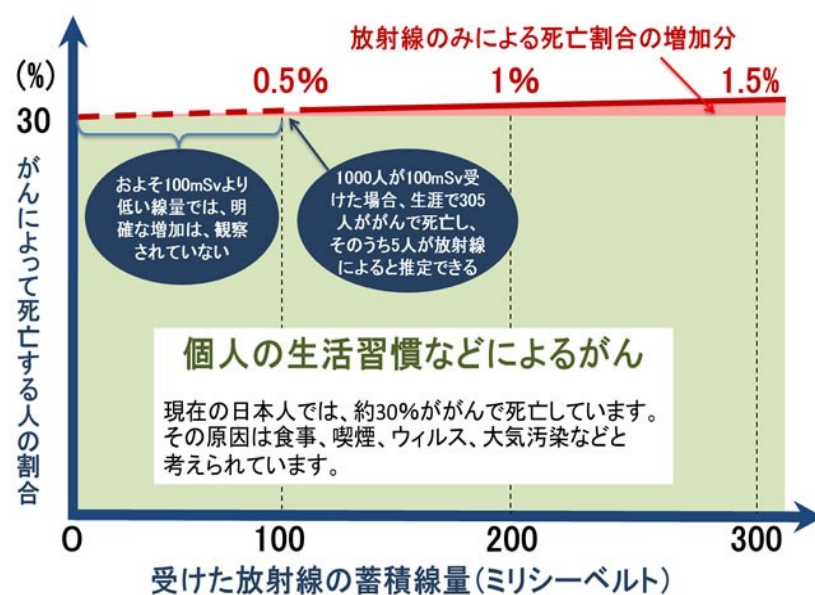 放射線のみによる死亡割合の増加分
(%)
0.5%
1%
1.5%
30
がんによって死亡する人の割合
およそ100mSvより
低い線量では、明
確な増加は、観察
されていない
1000人が100mSv受
けた場合、生涯で305
人ががんで死亡し、
そのうち5人が放射線
によると推定できる
個人の生活習慣などによるがん
現在の日本人では、約30%ががんで死亡しています。
その原因は食事、喫煙、ウィルス、大気汚染などと
考えられています。
O
100
200
300
受けた放射線の蓄積線量(ミリシーベルト)